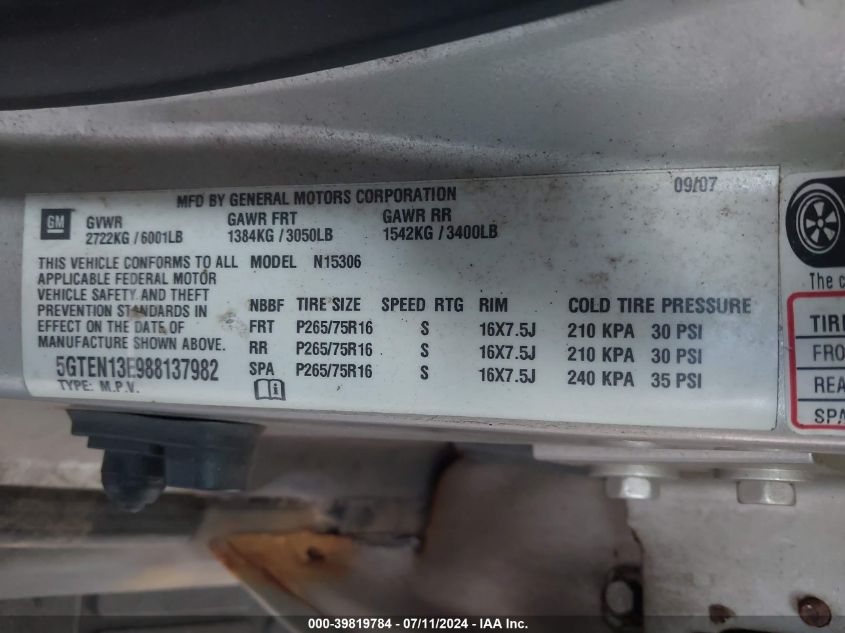 MFD BY GENERAL MOTORS CORPORATION 09/07
GM
GVWR GAWR FRT GAWR RR
2722KG / 6001LB 1384KG / 3050LB 1542KG / 3400LB
THIS VEHICLE CONFORMS TO ALL
APPLICABLE FEDERAL MOTOR
VEHICLE SAFETY AND THEFT
PREVENTION STANDARDS IN
EFFECT ON THE DATE OF
MANUFACTURE SHOWN ABOVE.
5GTEN13E988137982
TYPE: M.P.V.
MODEL N15306
NBBF TIRE SIZE SPEED RTG RIM COLD TIRE PRESSURE
FRT P265/75R16 S 16X7.5J 210 KPA 30 PSI
RR P265/75R16 S 16X7.5J 210 KPA 30 PSI
SPA P265/75R16 S 16X7.5J 240 KPA 35 PSI
The
TIRE
000-39819784 - 07/11/2024 - IAA Inc.